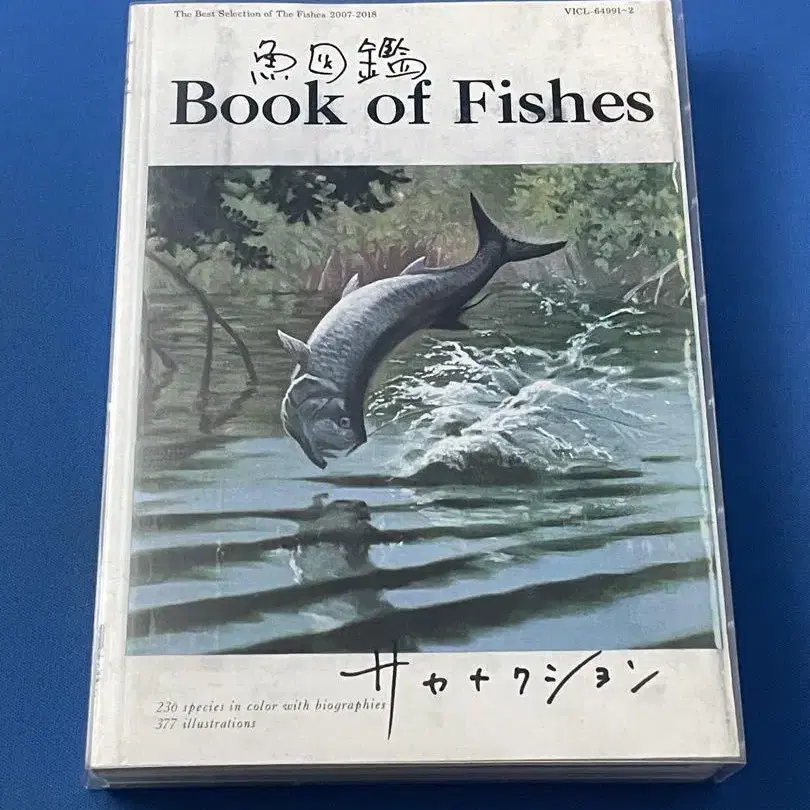 The Best Selection of The Fishes 2007-2018
VICL-64991~2
魚図鑑
Book of Fishes
サカナクション
236 species in color with biographies
377 illustrations